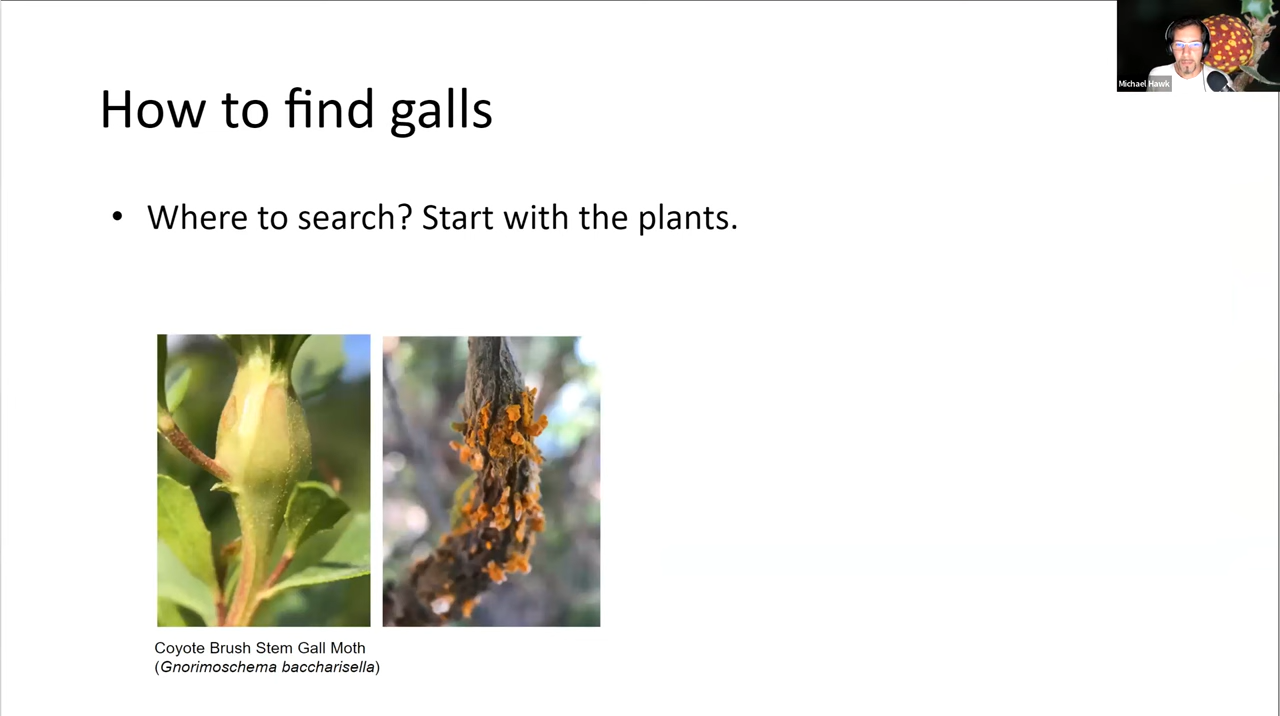 Michael Hawk
How to find galls
• Where to search? Start with the plants.
Coyote Brush Stem Gall Moth
(Gnorimoschema baccharisella)